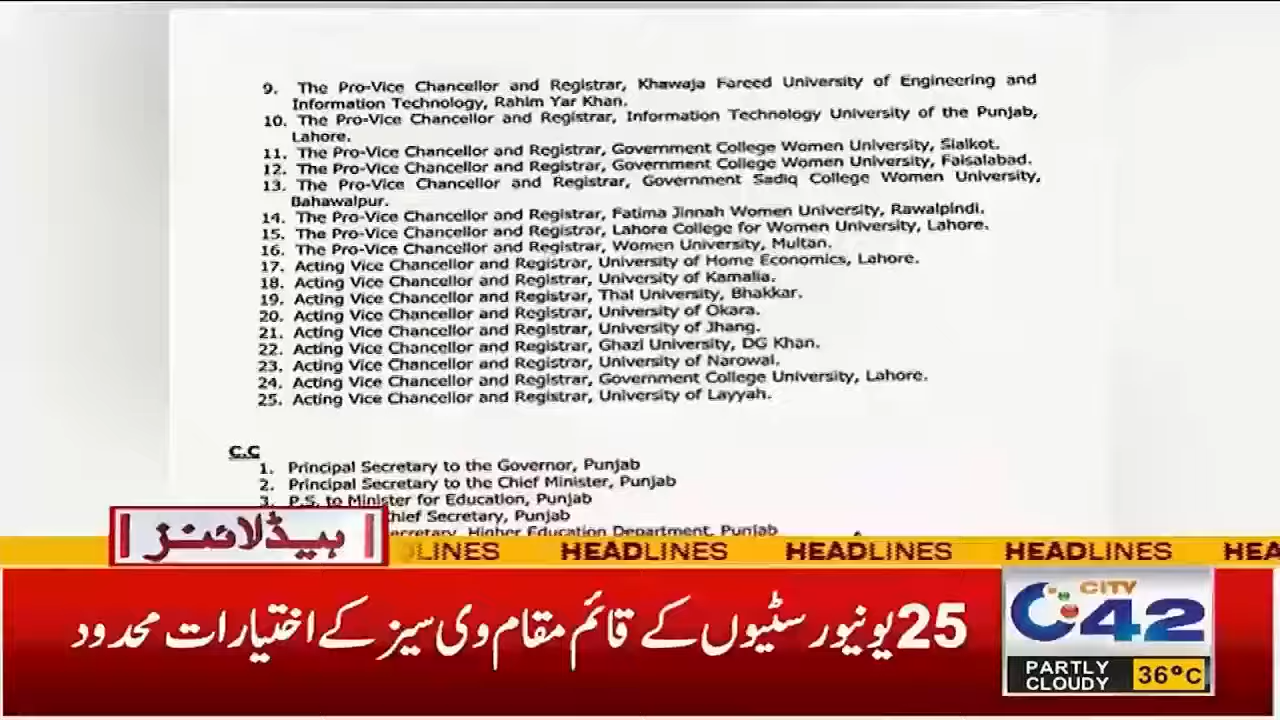 9. The Pro-Vice Chancellor and Registrar, Khawaja Fareed University of Engineering and
Information Technology, Rahim Yar Khan.
10. The Pro-Vice Chancellor and Registrar, Information Technology University of the Punjab,
Lahore.
11. The Pro-Vice Chancellor and Registrar, Government College Women University, Sialkot.
12. The Pro-Vice Chancellor and Registrar, Government College Women University, Faisalabad.
13. The Pro-Vice Chancellor and Registrar, Government Sadiq College Women University,
Bahawalpur.
14. The Pro-Vice Chancellor and Registrar, Fatima Jinnah Women University, Rawalpindi.
15. The Pro-Vice Chancellor and Registrar, Lahore College for Women University, Lahore.
16. The Pro-Vice Chancellor and Registrar, Women University, Multan.
17. Acting Vice Chancellor and Registrar, University of Home Economics, Lahore.
18. Acting Vice Chancellor and Registrar, University of Kamalia.
19. Acting Vice Chancellor and Registrar, Thal University, Bhakkar.
20. Acting Vice Chancellor and Registrar, University of Okara.
21. Acting Vice Chancellor and Registrar, University of Jhang.
22. Acting Vice Chancellor and Registrar, Ghazi University, DG Khan.
23. Acting Vice Chancellor and Registrar, University of Narowal.
24. Acting Vice Chancellor and Registrar, Government College University, Lahore.
25. Acting Vice Chancellor and Registrar, University of Layyah.
C.C
1. Principal Secretary to the Governor, Punjab
2. Principal Secretary to the Chief Minister, Punjab
3. P.S. to Minister for Education, Punjab
hief Secretary, Punjab
ecretary, Higher Education Department, Punjab
ہیڈلائنز
DLINES HEADLINES HEADLINES HEADLINES HEA
25 یونیورسٹیوں کے قائم مقام وی سیز کے اختیارات محدود
CITY
42
PARTLY
CLOUDY
36°C